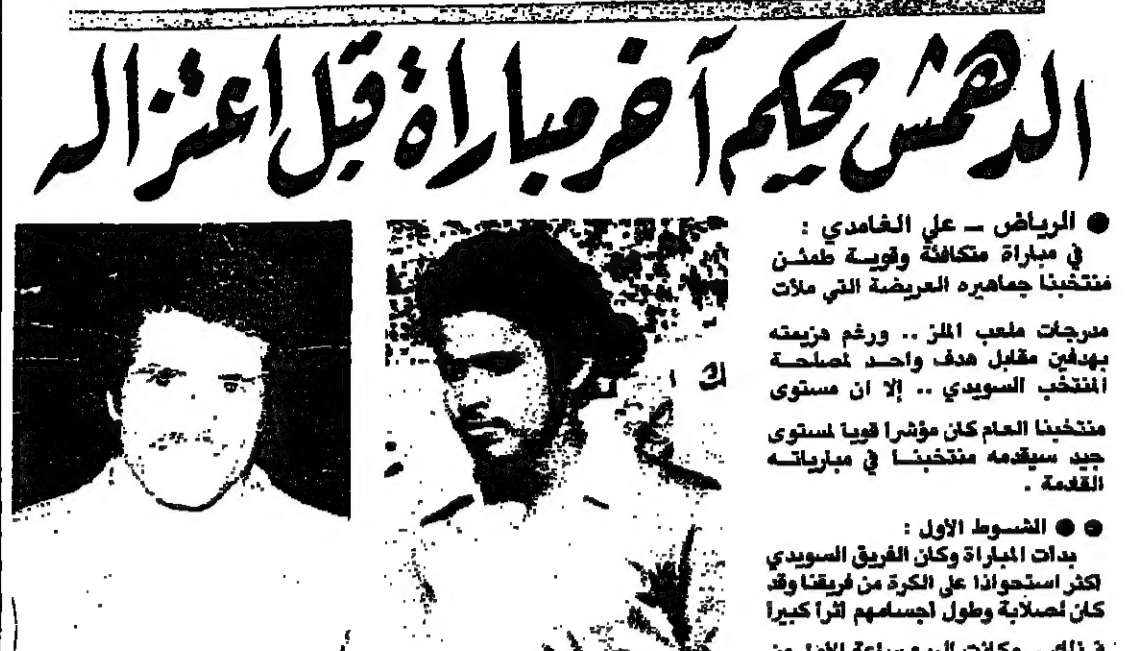 الدهمش يحكم آخر مباراة قبل اعتزاله
● الرياض ــ علي الغامدي :
في مباراة متكافئة وقوية طمئن
منتخبنا جماهيره العريضة التي ملأت
مدرجات ملعب الملز .. ورغم هزيمته
بهدفين مقابل هدف واحد لمصلحة
المنتخب السويدي .. إلا ان مستوى
منتخبنا العام كان مؤشرا قويا لمستوى
جيد سيقدمه منتخبنا في مبارياته
القدمة .
● ● الشوط الأول :
بدأت المباراة وكان الفريق السويدي
اكثر استحواذا على الكرة من فريقنا وقد
كان لصلابة وطول اجسامهم اثرا كبيرا